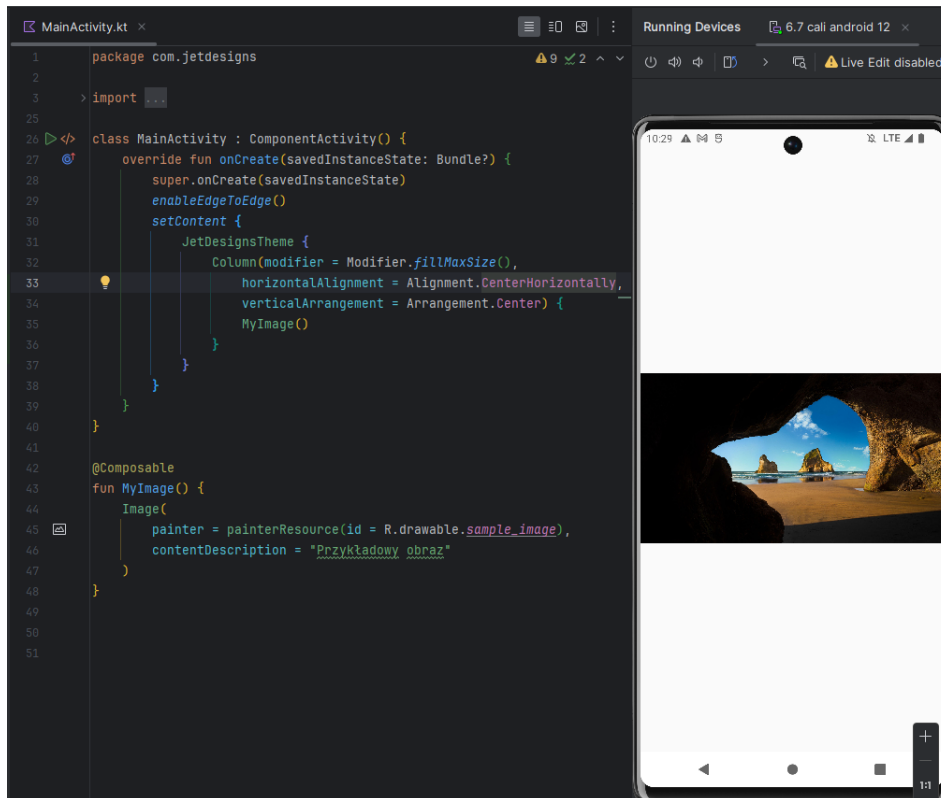 MainActivity.kt
Running Devices
6.7 cali android 12
Live Edit disabled
9 2
1 package com.jetdesigns
2
3 import ...
25
26 class MainActivity : ComponentActivity() {
27 override fun onCreate(savedInstanceState: Bundle?) {
28 super.onCreate(savedInstanceState)
29 enableEdgeToEdge()
30 setContent {
31 JetDesignsTheme {
32 Column(modifier = Modifier.fillMaxSize(),
33 horizontalAlignment = Alignment.CenterHorizontally,
34 verticalArrangement = Arrangement.Center) {
35 MyImage()
36 }
37 }
38 }
39 }
40 }
41
42 @Composable
43 fun MyImage() {
44 Image(
45 painter = painterResource(id = R.drawable.sample_image),
46 contentDescription = "Przykładowy obraz"
47 )
48 }
49
50
51
10:29
LTE
1:1